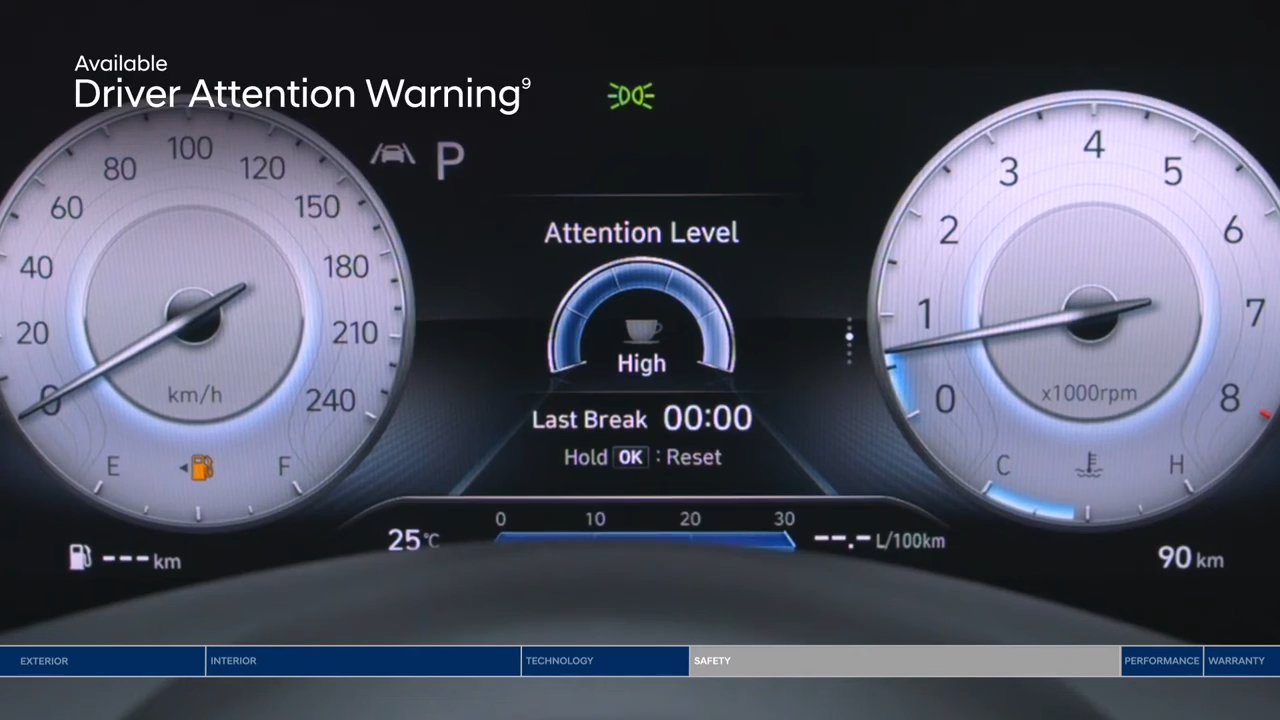 Available
Driver Attention Warning9
P
0
20
40
60
80
100
120
150
180
210
240
km/h
E
F
Attention Level
High
Last Break 00:00
Hold OK : Reset
0
1
2
3
4
5
6
7
8
x1000rpm
C
H
0 10 20 30
--- km
25°C
--.- L/100km
90 km
EXTERIOR
INTERIOR
TECHNOLOGY
SAFETY
PERFORMANCE
WARRANTY